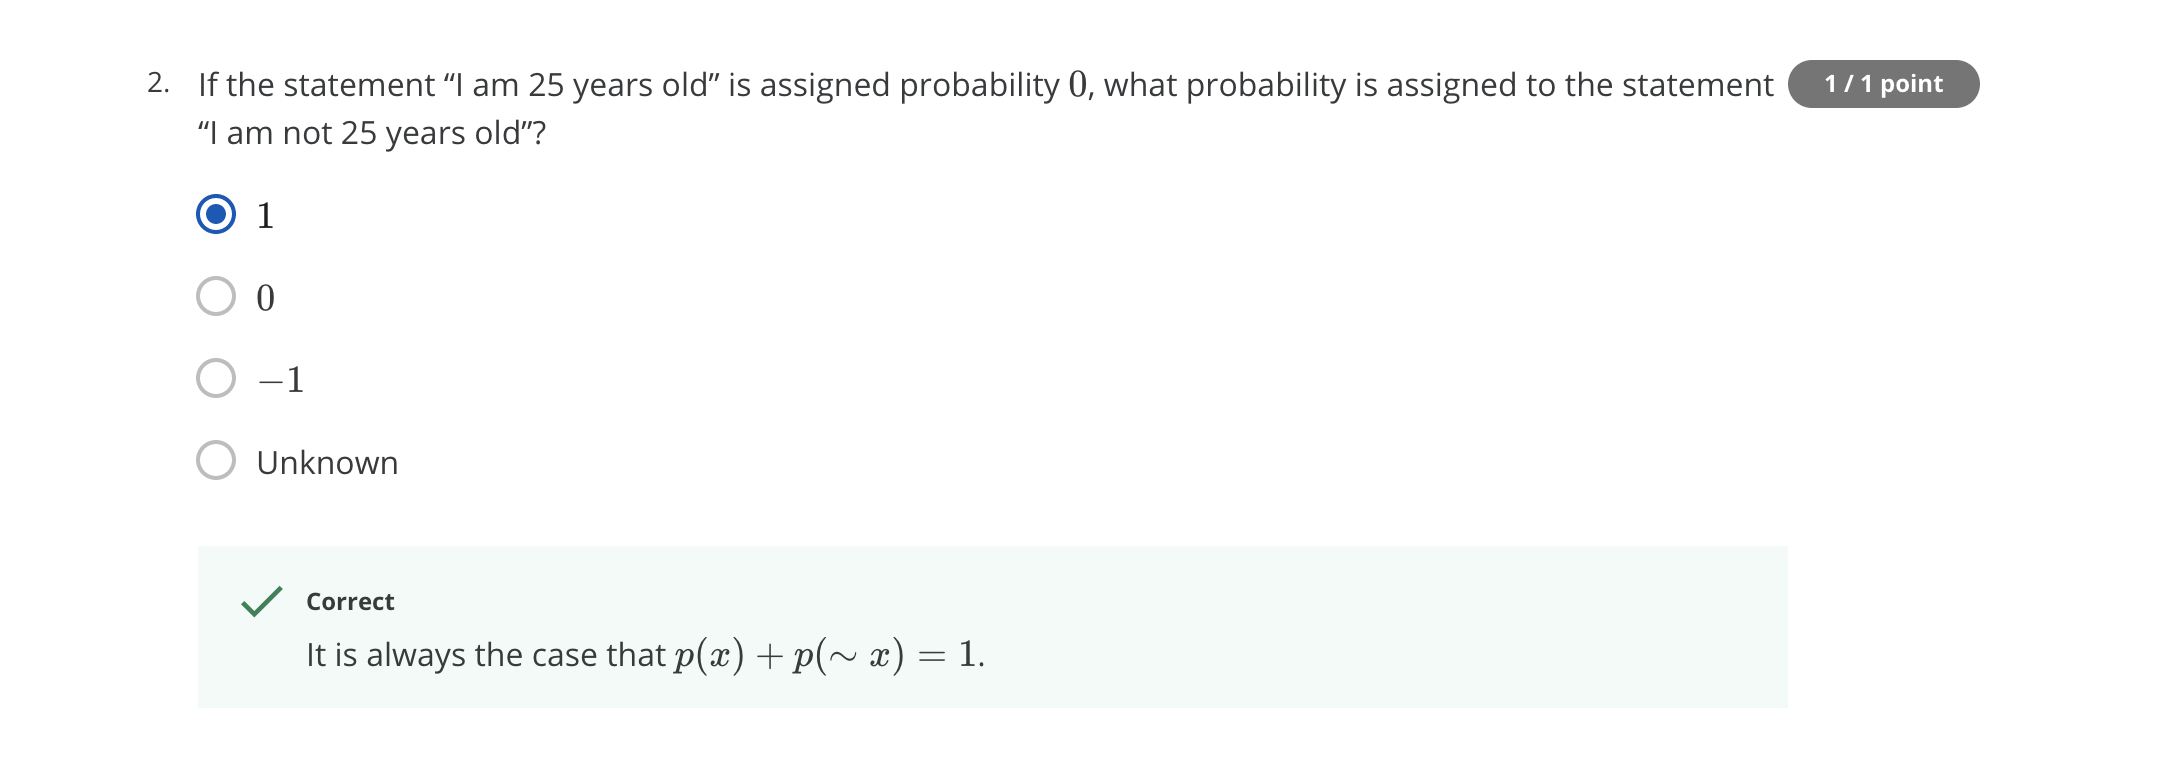 2. If the statement “I am 25 years old” is assigned probability 0, what probability is assigned to the statement 1 / 1 point
“I am not 25 years old”?
1
0
−1
Unknown
Correct
It is always the case that p(x) + p(∼ x) = 1.